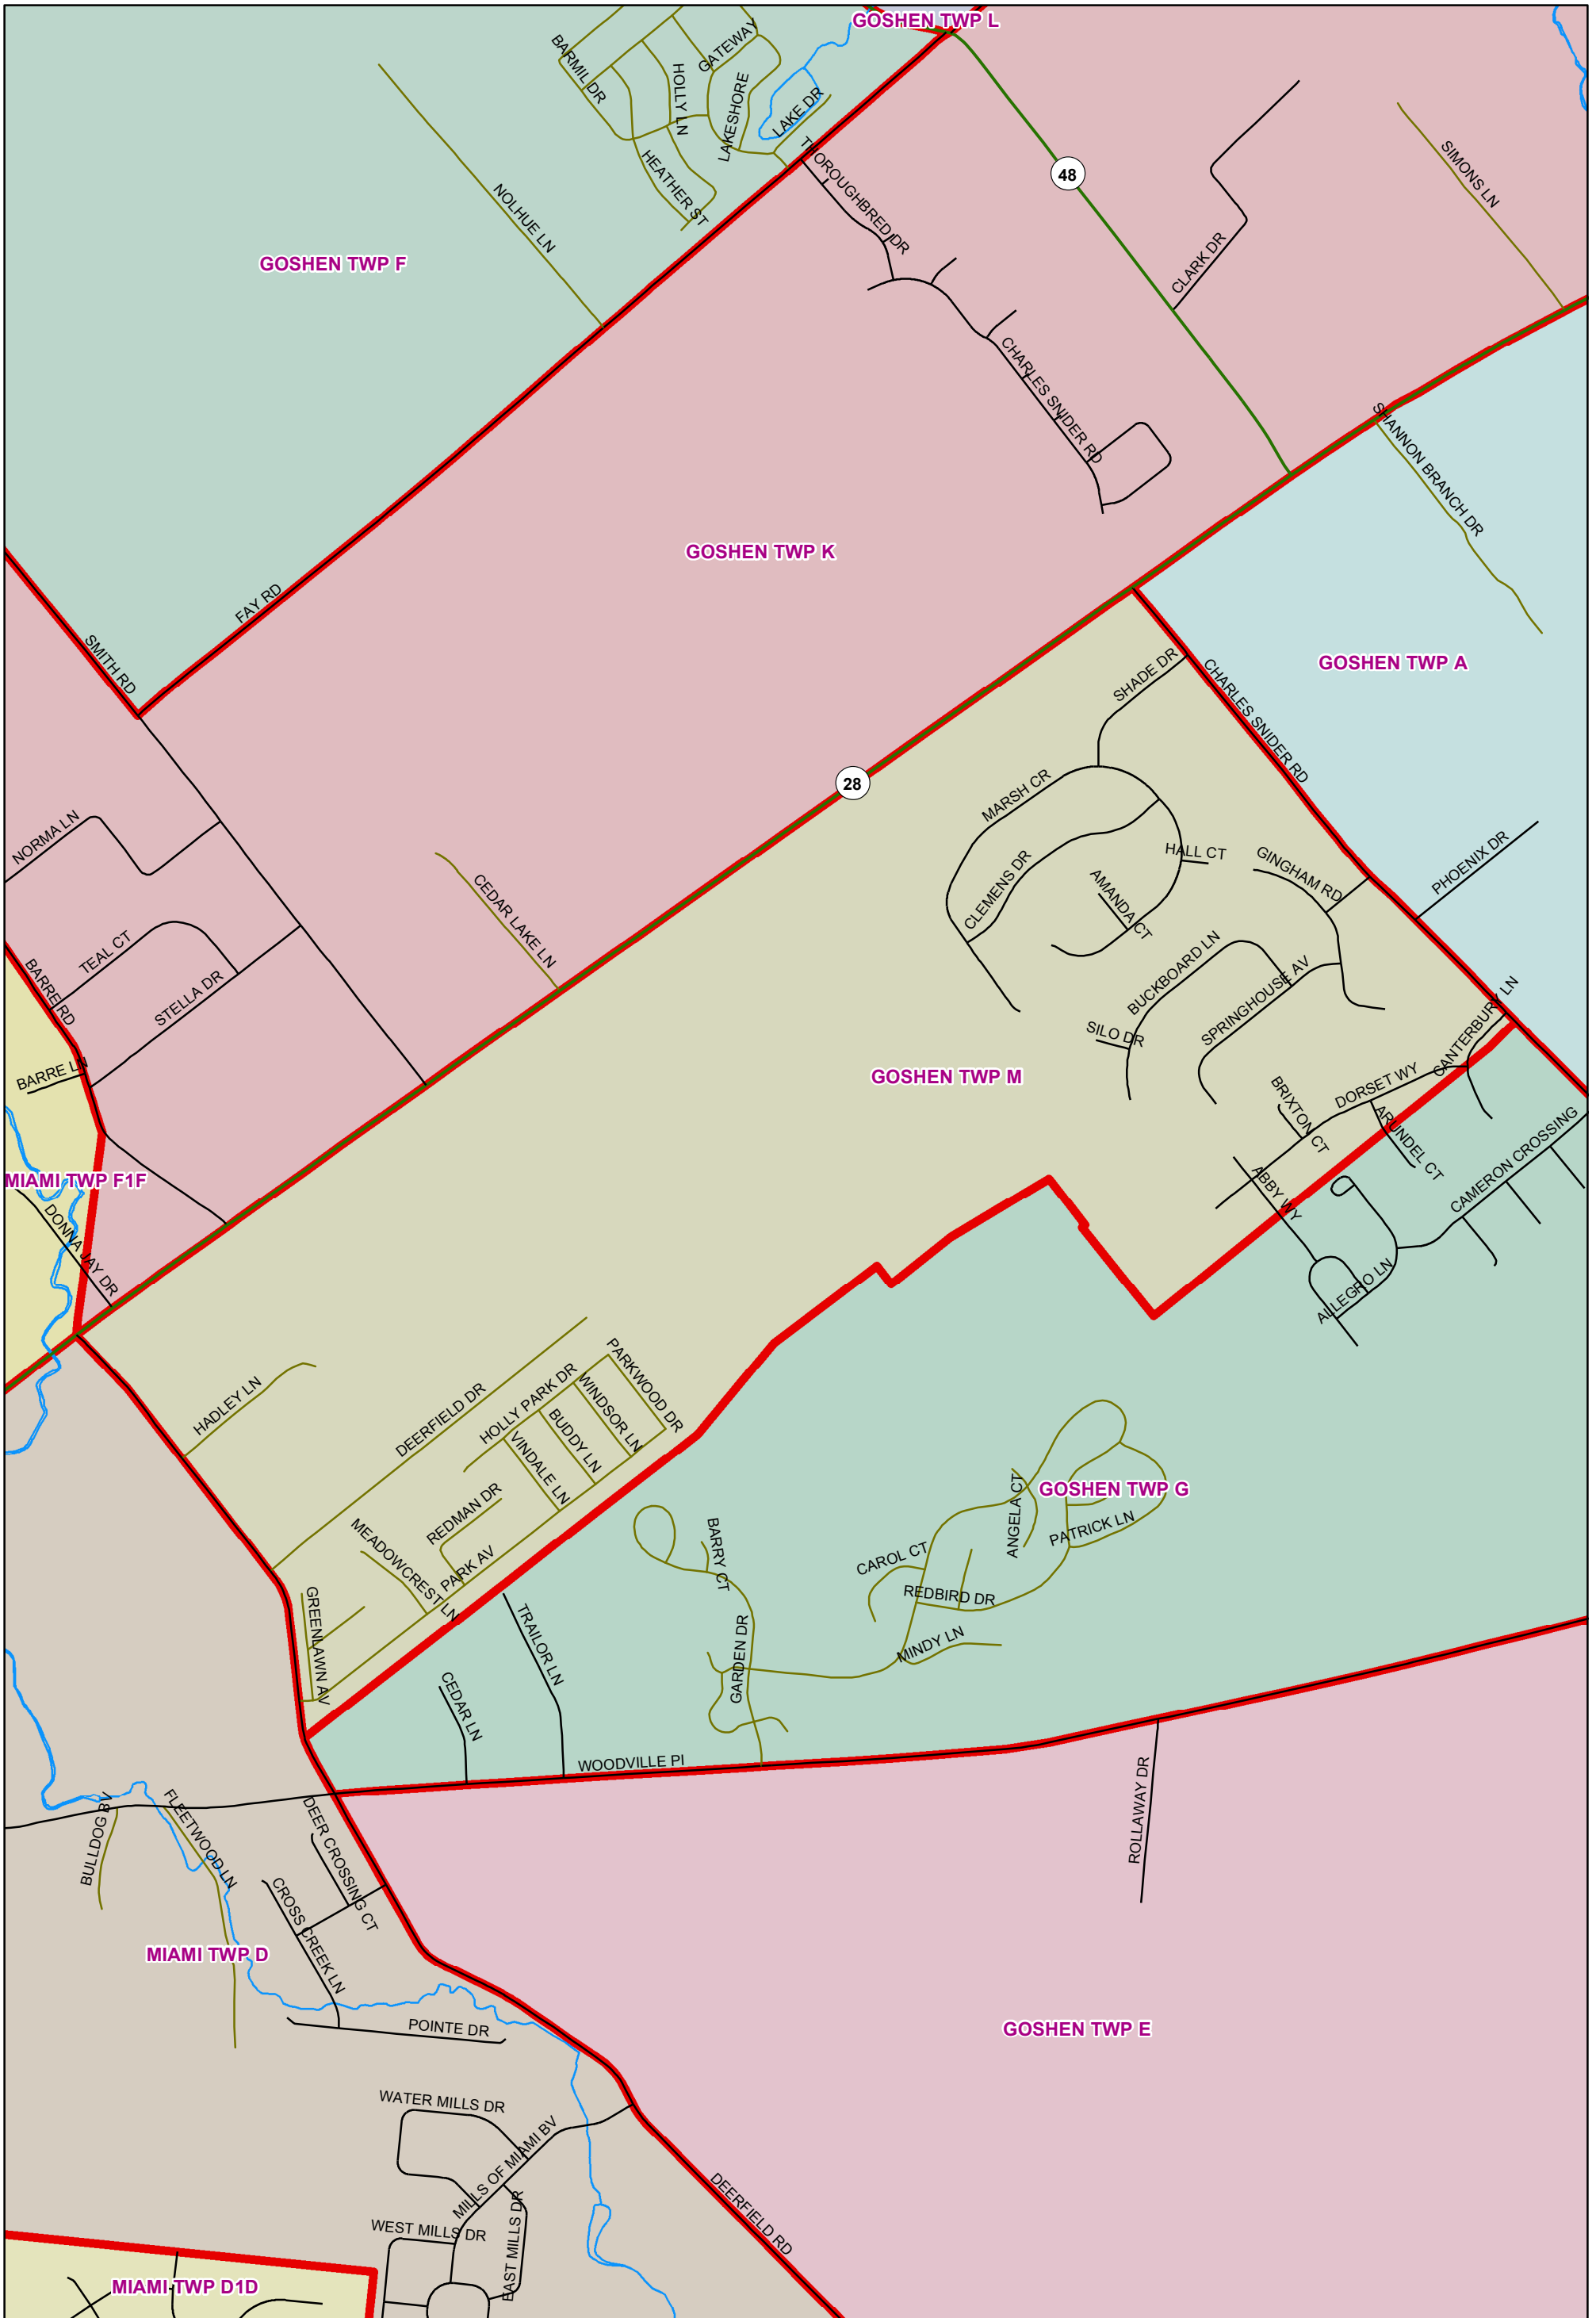 GOSHEN TWP L
BARMIL DR
HOLLY LN
GATEWAY
LAKESHORE
LAKE DR
HEATHER ST
NOLHUE LN
THOROUGHBRED DR
48
CLARK DR
SIMONS LN
GOSHEN TWP F
CHARLES SNIDER RD
SHANNON BRANCH DR
GOSHEN TWP K
FAY RD
SMITH RD
GOSHEN TWP A
SHADE DR
CHARLES SNIDER RD
28
MARSH CR
NORMA LN
CLEMENS DR
HALL CT
AMANDA CT
GINGHAM RD
PHOENIX DR
CEDAR LAKE LN
TEAL CT
STELLA DR
BARRE RD
BARRE LN
BUCKBOARD LN
SPRINGHOUSE AV
SILO DR
CANTERBURY LN
GOSHEN TWP M
BRIXTON CT
DORSET WY
ARUNDEL CT
CAMERON CROSSING
ABBY WY
ALLEGRO LN
MIAMI TWP F1F
DONNA JAY DR
HADLEY LN
DEERFIELD DR
HOLLY PARK DR
PARKWOOD DR
WINDSOR LN
BUDDY LN
VINDALE LN
REDMAN DR
MEADOWCREST LN
PARK AV
GREENLAWN AV
GOSHEN TWP G
ANGELA CT
PATRICK LN
CAROL CT
REDBIRD DR
MINDY LN
BARRY CT
GARDEN DR
TRAILOR LN
CEDAR LN
WOODVILLE PI
ROLLAWAY DR
BULLDOG BV
FLEETWOOD LN
DEER CROSSING CT
CROSS CREEK LN
MIAMI TWP D
POINTE DR
GOSHEN TWP E
WATER MILLS DR
MILLS OF MIAMI BV
WEST MILLS DR
EAST MILLS DR
DEERFIELD RD
MIAMI TWP D1D